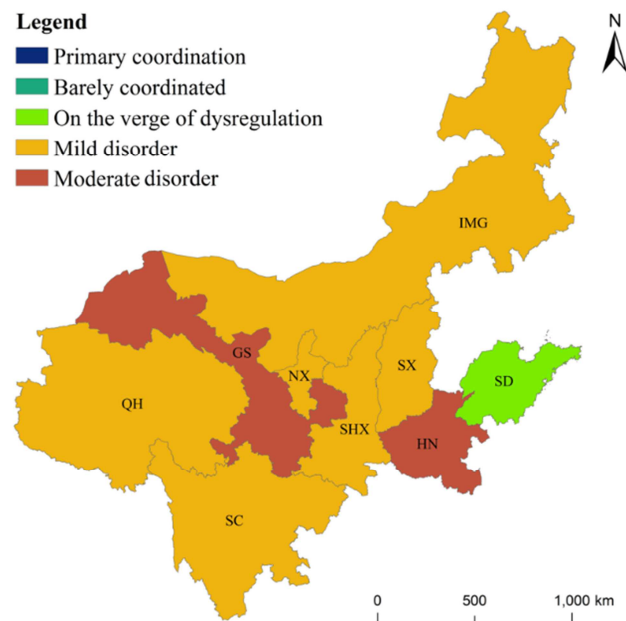 Legend
Primary coordination
Barely coordinated
On the verge of dysregulation
Mild disorder
Moderate disorder
N
IMG
GS
NX
SX
SD
QH
SHX
HN
SC
0 500 1,000 km